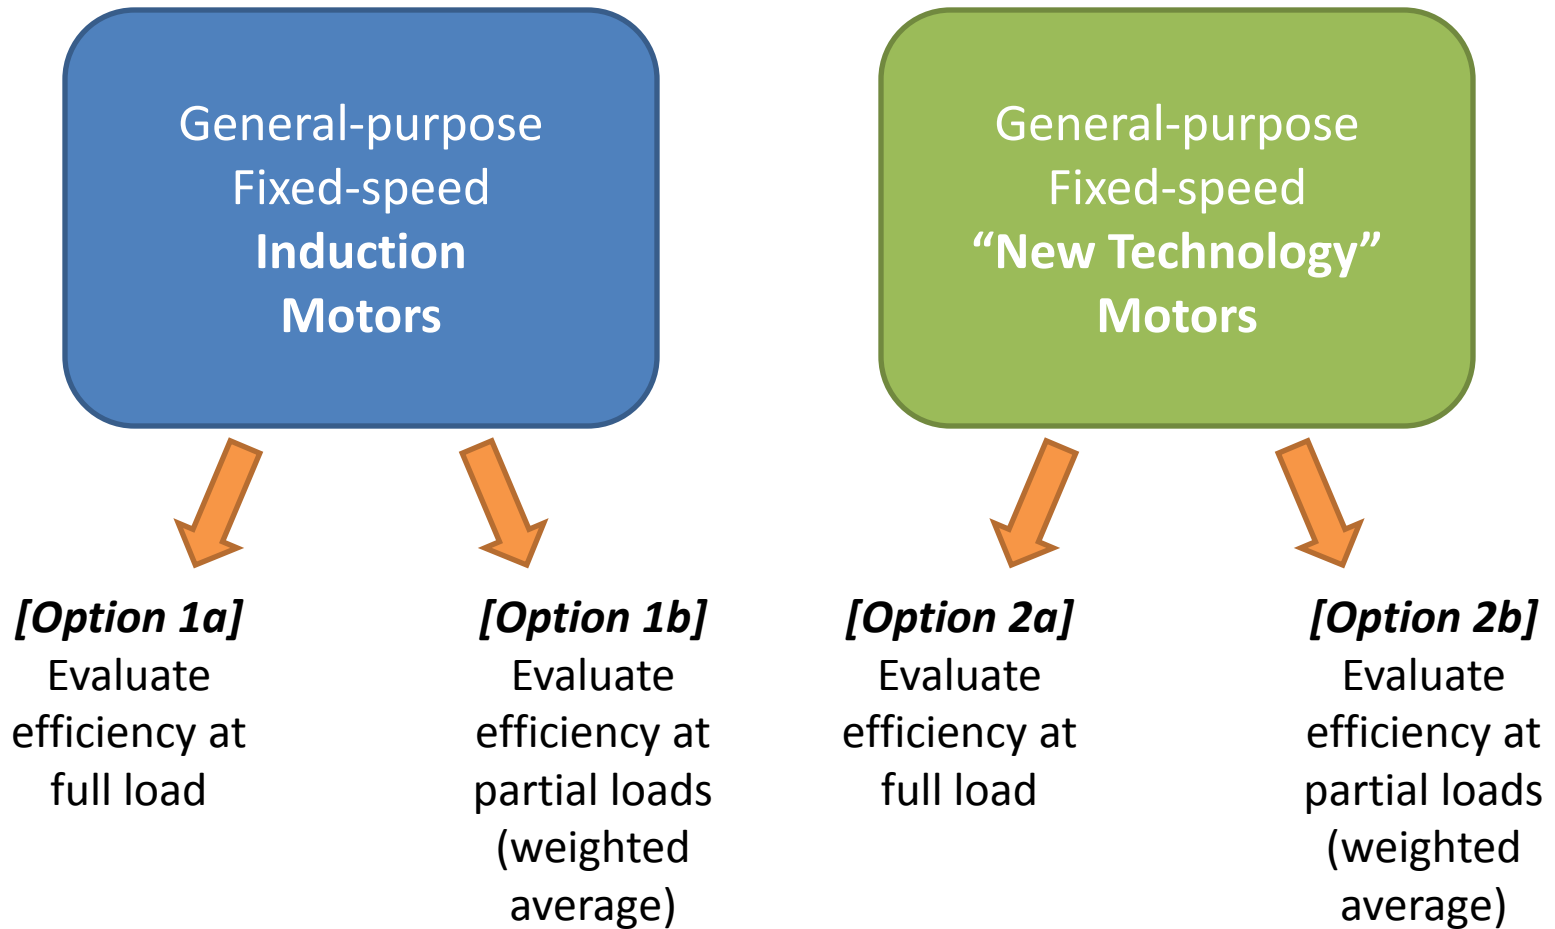 General-purpose
Fixed-speed
Induction
Motors
General-purpose
Fixed-speed
“New Technology”
Motors
[Option 1a]
Evaluate
efficiency at
full load
[Option 1b]
Evaluate
efficiency at
partial loads
(weighted
average)
[Option 2a]
Evaluate
efficiency at
full load
[Option 2b]
Evaluate
efficiency at
partial loads
(weighted
average)